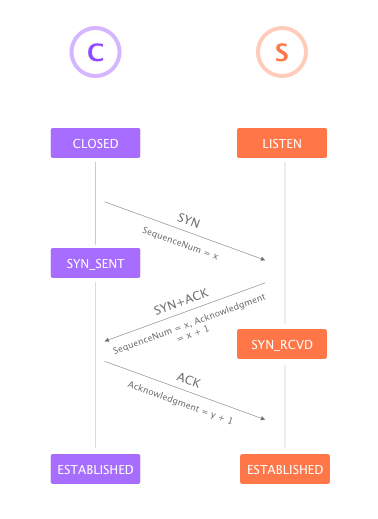 C
S
CLOSED
LISTEN
SYN
SequenceNum = x
SYN_SENT
SYN+ACK
SequenceNum = x, Acknowledgment
= x + 1
SYN_RCVD
ACK
Acknowledgment = y + 1
ESTABLISHED
ESTABLISHED